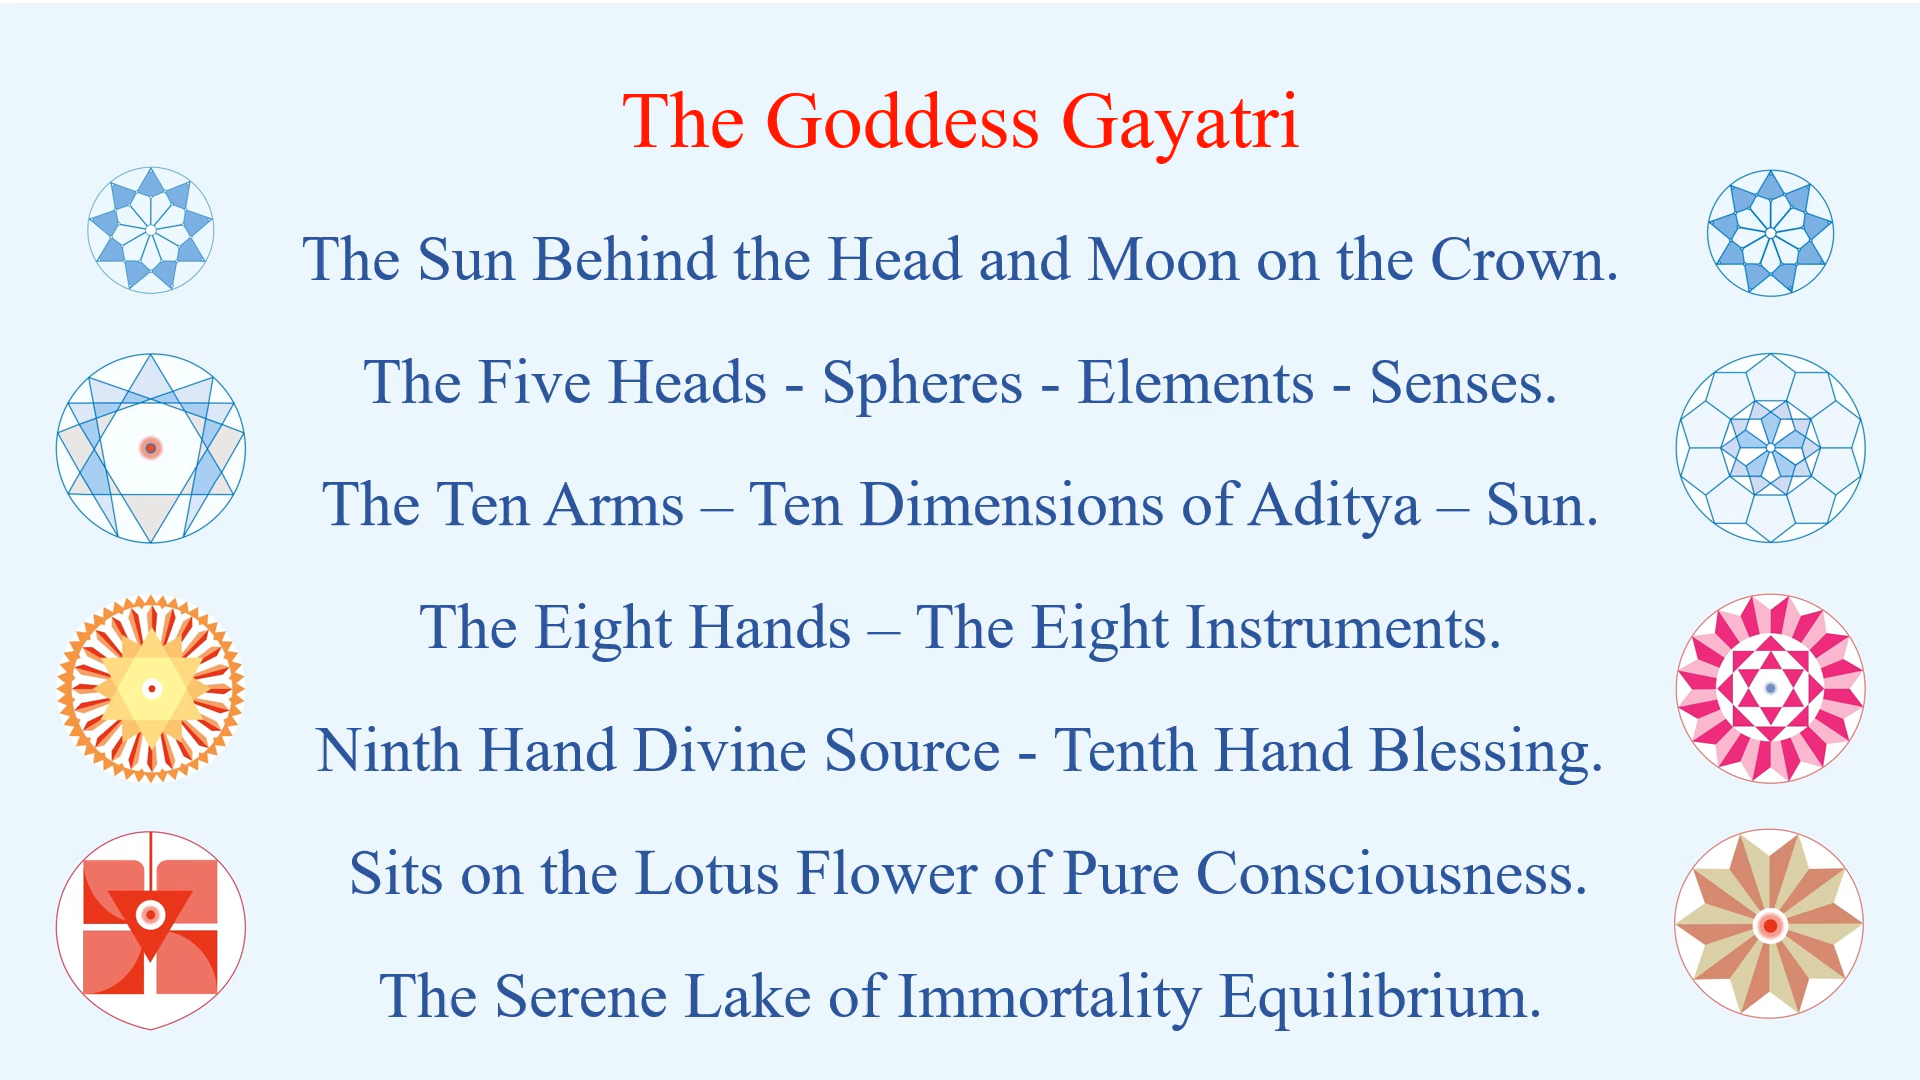 The Goddess Gayatri
The Sun Behind the Head and Moon on the Crown.
The Five Heads - Spheres - Elements - Senses.
The Ten Arms – Ten Dimensions of Aditya – Sun.
The Eight Hands – The Eight Instruments.
Ninth Hand Divine Source - Tenth Hand Blessing.
Sits on the Lotus Flower of Pure Consciousness.
The Serene Lake of Immortality Equilibrium.